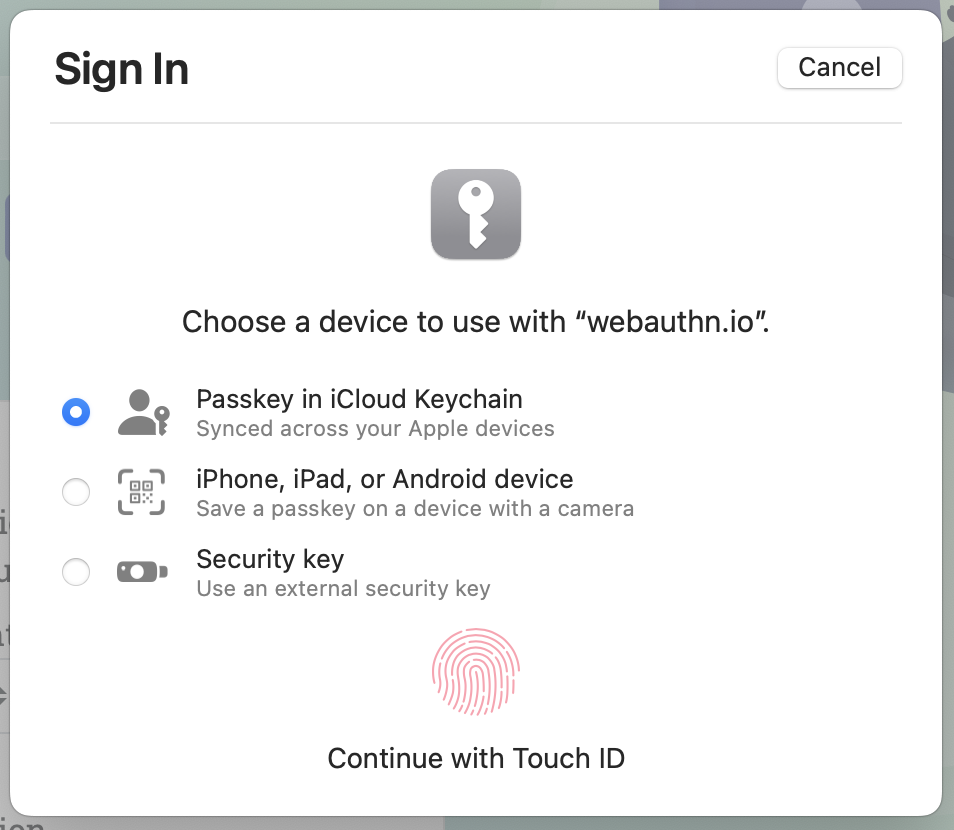 Sign In
Cancel
Choose a device to use with “webauthn.io”.
Passkey in iCloud Keychain
Synced across your Apple devices
iPhone, iPad, or Android device
Save a passkey on a device with a camera
Security key
Use an external security key
Continue with Touch ID